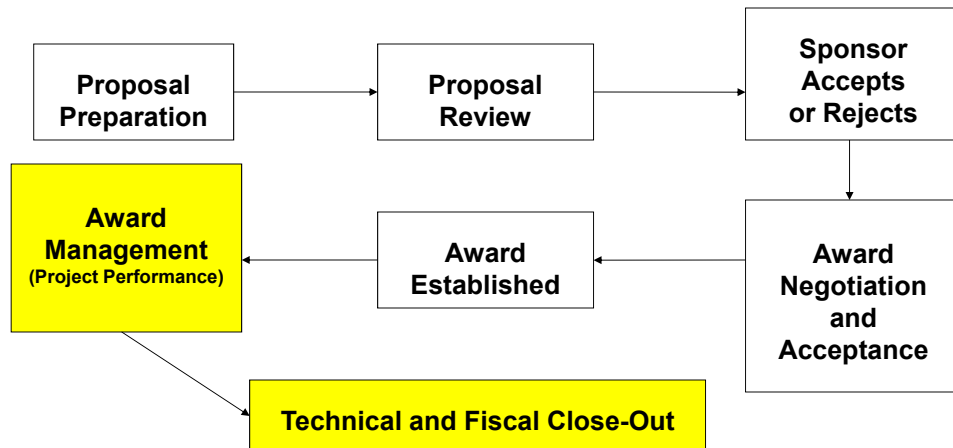 Proposal
Preparation
Proposal
Review
Sponsor
Accepts
or Rejects
Award
Negotiation
and
Acceptance
Award
Established
Award
Management
(Project Performance)
Technical and Fiscal Close-Out